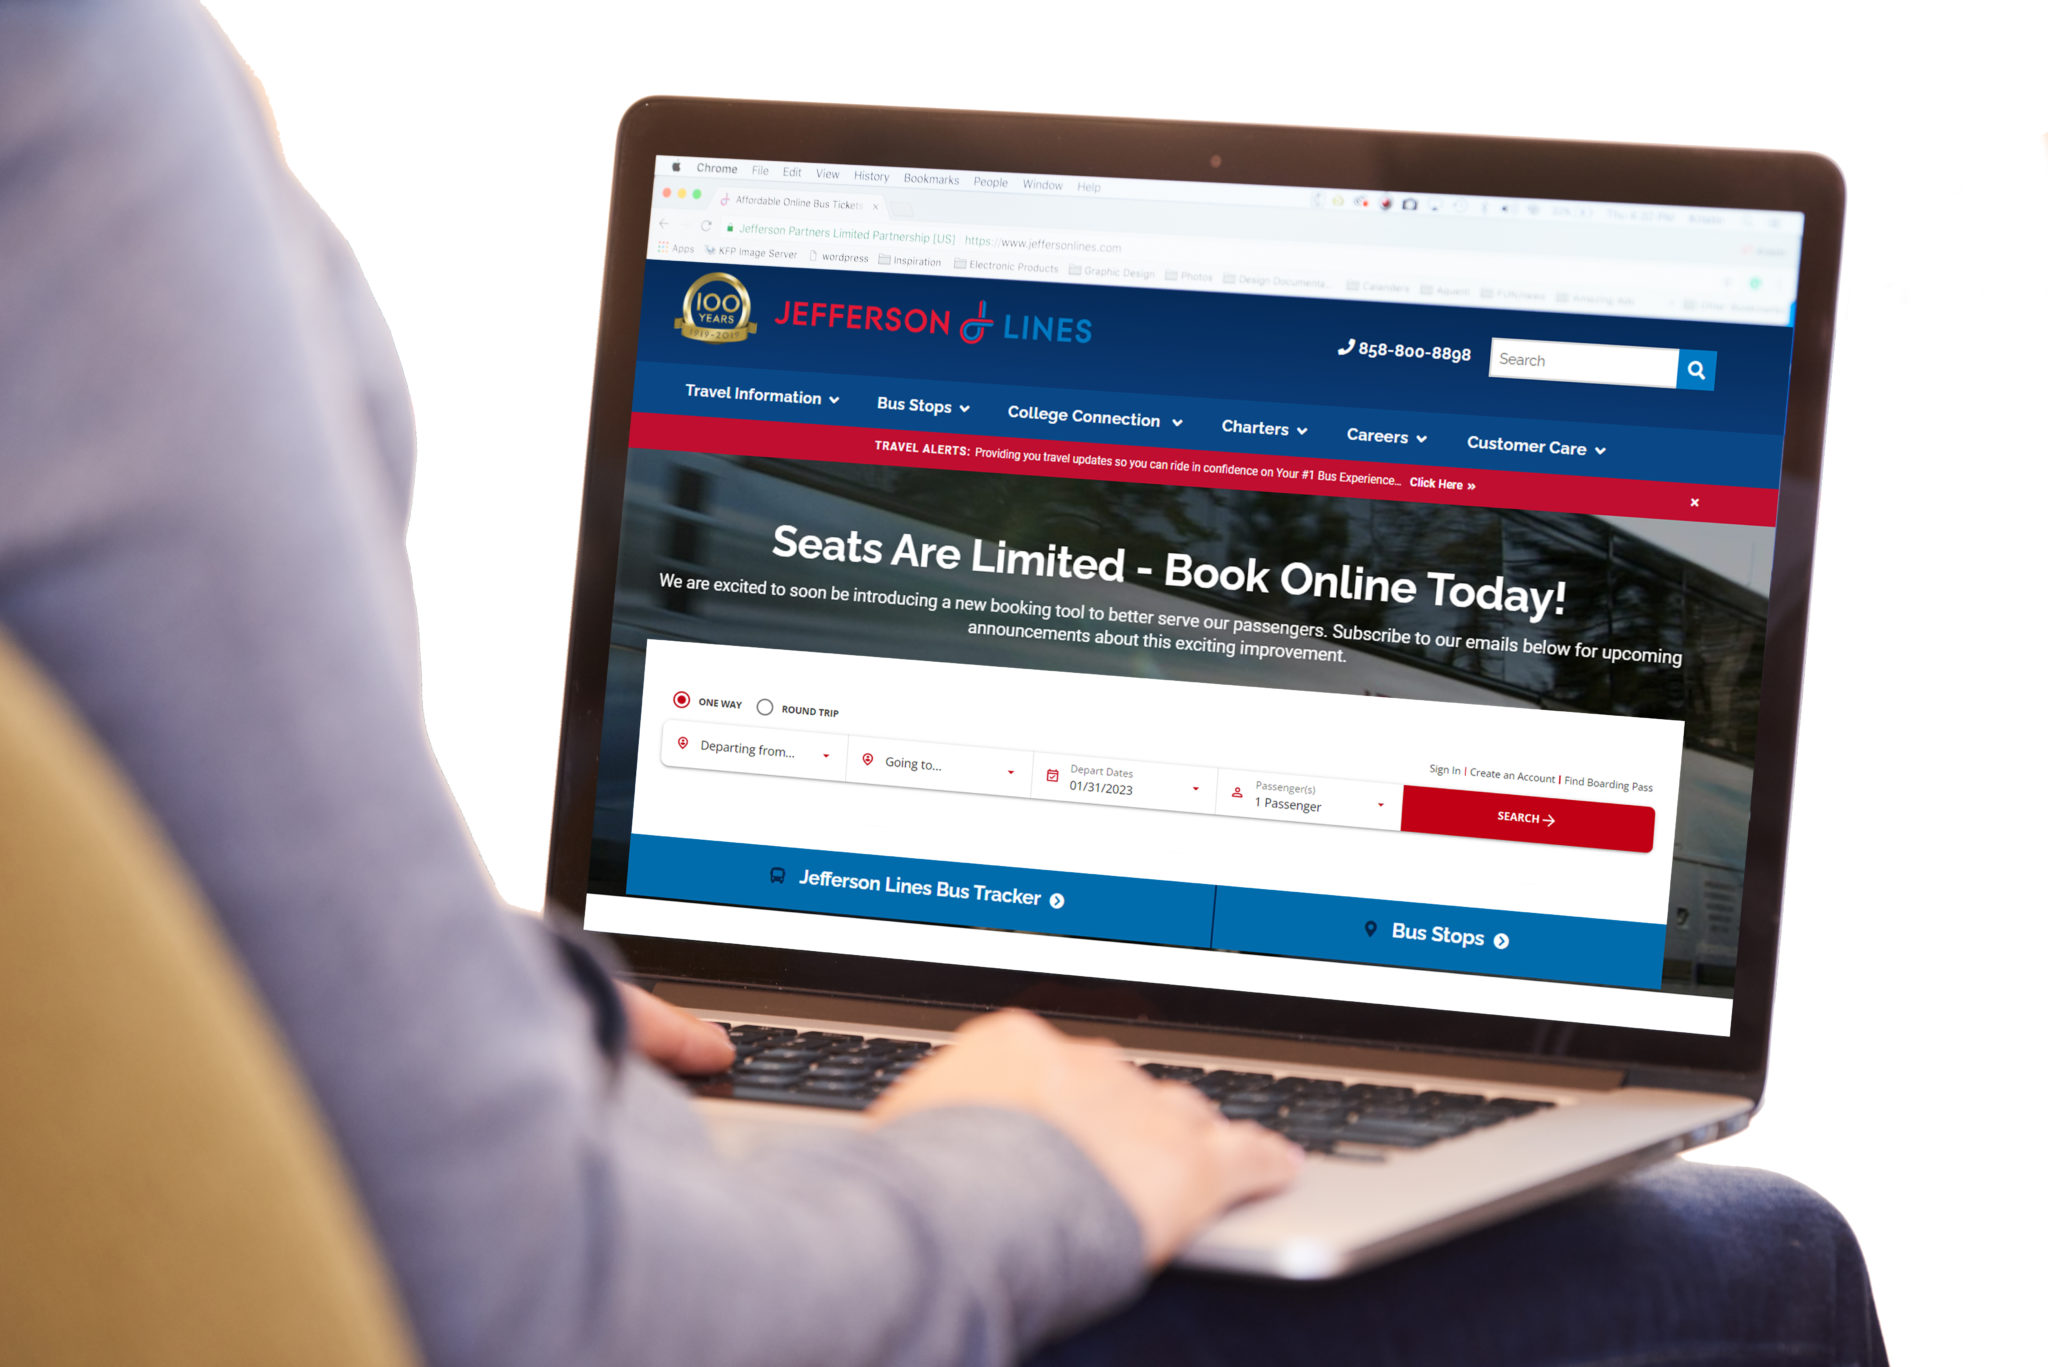 Chrome File Edit View History Bookmarks People Window Help
Affordable Online Bus Tickets ×
Jefferson Partners Limited Partnership [US] https://www.jeffersonlines.com
Apps KFP Image Server wordpress Inspiration Electronic Products Graphic Design Photos Design Documenta...
100
YEARS
1919-2019
JEFFERSON LINES
858-800-8898
Search
Travel Information Bus Stops College Connection Charters Careers Customer Care
TRAVEL ALERTS: Providing you travel updates so you can ride in confidence on Your #1 Bus Experience... Click Here »
×
Seats Are Limited - Book Online Today!
We are excited to soon be introducing a new booking tool to better serve our passengers. Subscribe to our emails below for upcoming
announcements about this exciting improvement.
ONE WAY ROUND TRIP
Sign In | Create an Account | Find Boarding Pass
Departing from...
Going to...
Depart Dates
01/31/2023
Passenger(s)
1 Passenger
SEARCH →
Jefferson Lines Bus Tracker
Bus Stops